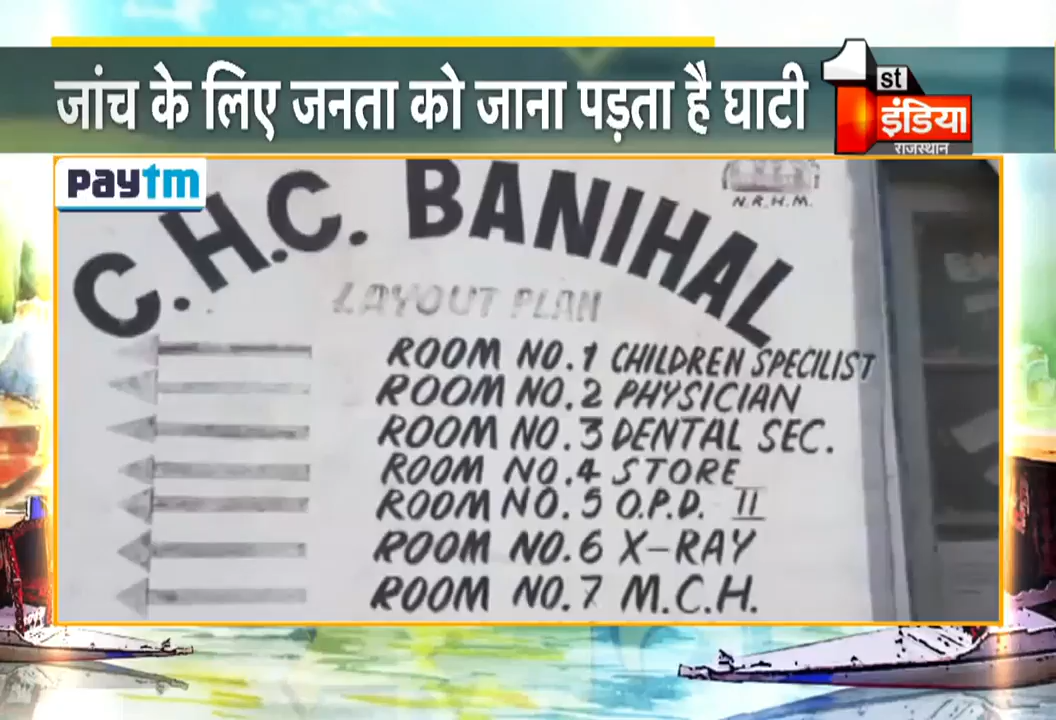 जांच के लिए जनता को जाना पड़ता है घाटी
1st
इंडिया
राजस्थान
paytm
N.R.H.M.
C.H.C. BANIHAL
LAYOUT PLAN
ROOM NO.1 CHILDREN SPECILIST
ROOM NO.2 PHYSICIAN
ROOM NO.3 DENTAL SEC.
ROOM NO.4 STORE
ROOM NO.5 O.P.D. II
ROOM NO.6 X-RAY
ROOM NO.7 M.C.H.